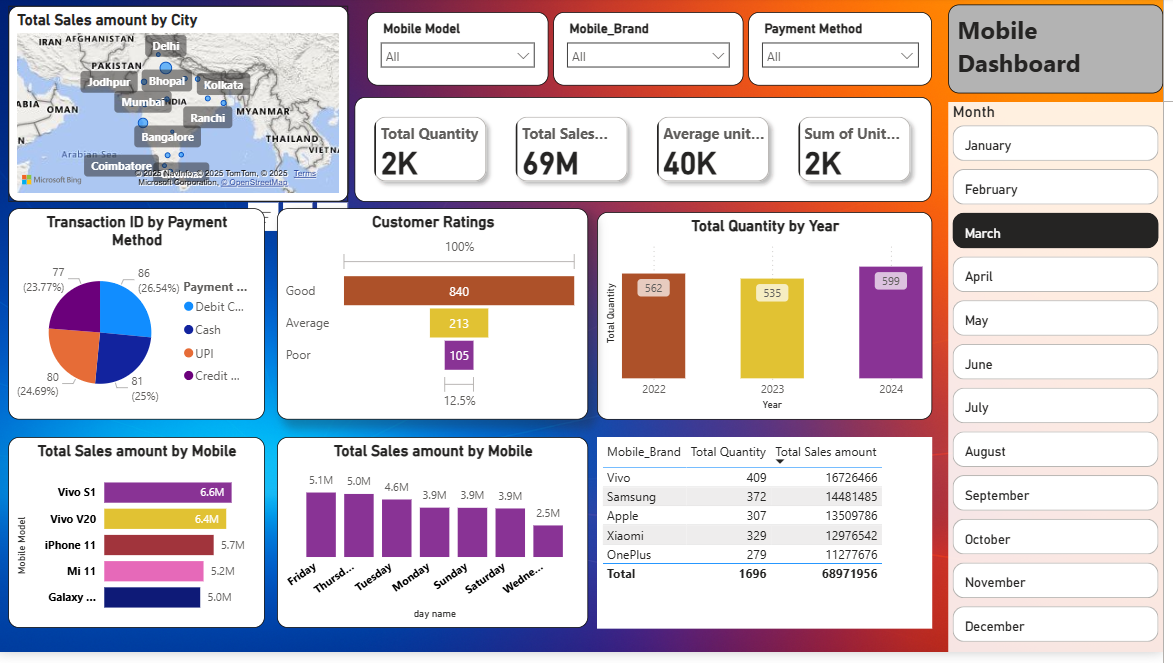 Total Sales amount by City
IRAN
AFGHANISTAN
Delhi
PAKISTAN
Jodhpur
Bhopal
Kolkata
OMAN
Mumbai
MYANMAR
Ranchi
Bangalore
THAILAND
Arabian Sea
Coimbatore
Microsoft Bing
© 2025 TomTom, © 2025
Terms
Microsoft Corporation, © OpenStreetMap
Mobile Model
All
Mobile_Brand
All
Payment Method
All
Mobile
Dashboard
Total Quantity
2K
Total Sales...
69M
Average unit...
40K
Sum of Unit...
2K
Transaction ID by Payment
Method
77
(23.77%)
86
(26.54%)
80
(24.69%)
81
(25%)
Payment ...
Debit C...
Cash
UPI
Credit ...
Customer Ratings
100%
Good
840
Average
213
Poor
105
12.5%
Total Quantity by Year
Total Quantity
562
535
599
2022
2023
2024
Year
Total Sales amount by Mobile
Mobile Model
Vivo S1
6.6M
Vivo V20
6.4M
iPhone 11
5.7M
Mi 11
5.2M
Galaxy ...
5.0M
Total Sales amount by Mobile
5.1M
5.0M
4.6M
3.9M
3.9M
3.9M
2.5M
Friday
Thursd...
Tuesday
Monday
Sunday
Saturday
Wedne...
day name
Mobile_Brand Total Quantity Total Sales amount
Vivo 409 16726466
Samsung 372 14481485
Apple 307 13509786
Xiaomi 329 12976542
OnePlus 279 11277676
Total 1696 68971956
Month
January
February
March
April
May
June
July
August
September
October
November
December